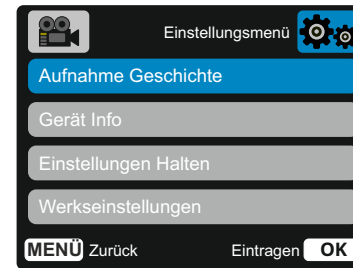 Einstellungsmenü
Aufnahme Geschichte
Gerät Info
Einstellungen Halten
Werkseinstellungen
MENÜ Zurück Eintragen OK